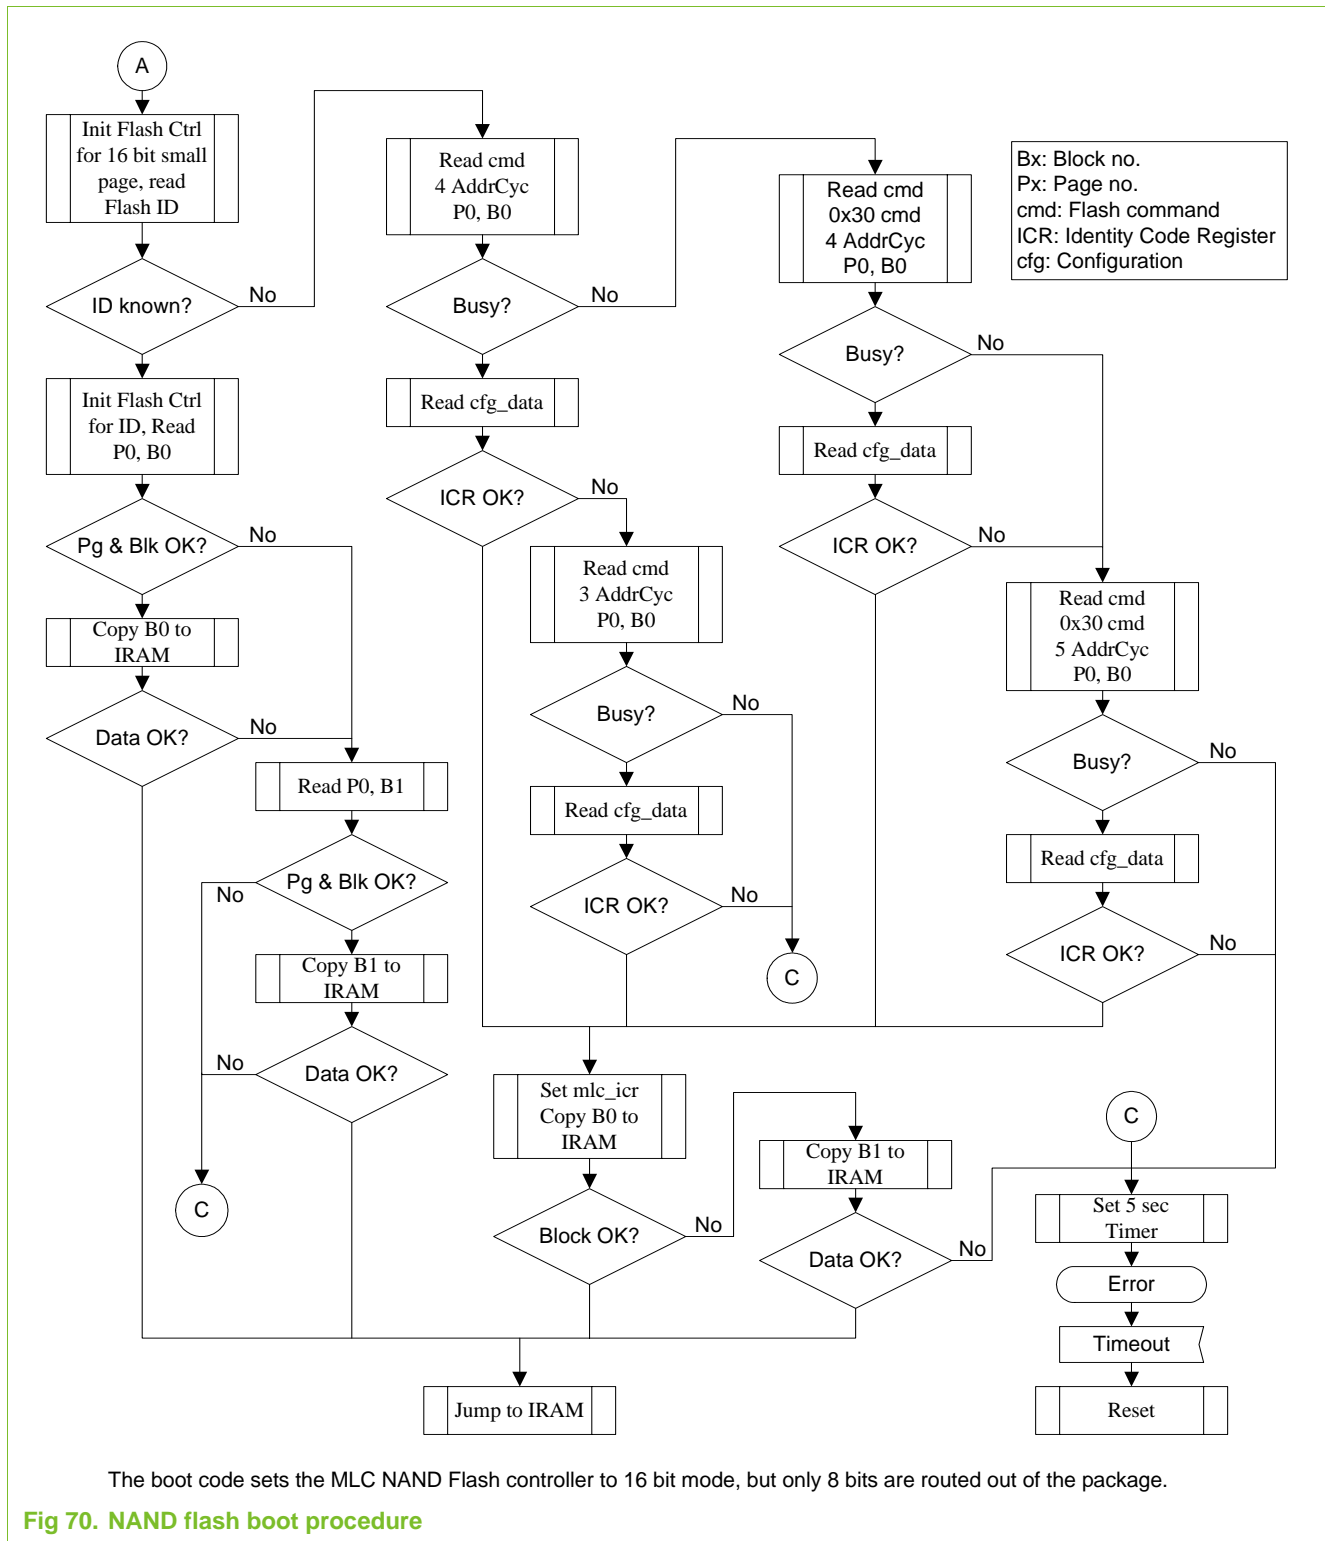 A
Init Flash Ctrl
for 16 bit small
page, read
Flash ID
ID known?
No
Init Flash Ctrl
for ID, Read
P0, B0
Pg & Blk OK?
No
Copy B0 to
IRAM
Data OK?
No
Read P0, B1
Pg & Blk OK?
No
Copy B1 to
IRAM
Data OK?
No
C
Read cmd
4 AddrCyc
P0, B0
Busy?
No
Read cfg_data
ICR OK?
No
Read cmd
3 AddrCyc
P0, B0
Busy?
No
Read cfg_data
ICR OK?
No
C
Read cmd
0x30 cmd
4 AddrCyc
P0, B0
Busy?
No
Read cfg_data
ICR OK?
No
Read cmd
0x30 cmd
5 AddrCyc
P0, B0
Busy?
No
Read cfg_data
ICR OK?
No
Bx: Block no.
Px: Page no.
cmd: Flash command
ICR: Identity Code Register
cfg: Configuration
Set mlc_icr
Copy B0 to
IRAM
Block OK?
No
Copy B1 to
IRAM
Data OK?
No
C
Set 5 sec
Timer
Error
Timeout
Reset
Jump to IRAM
The boot code sets the MLC NAND Flash controller to 16 bit mode, but only 8 bits are routed out of the package.
Fig 70. NAND flash boot procedure